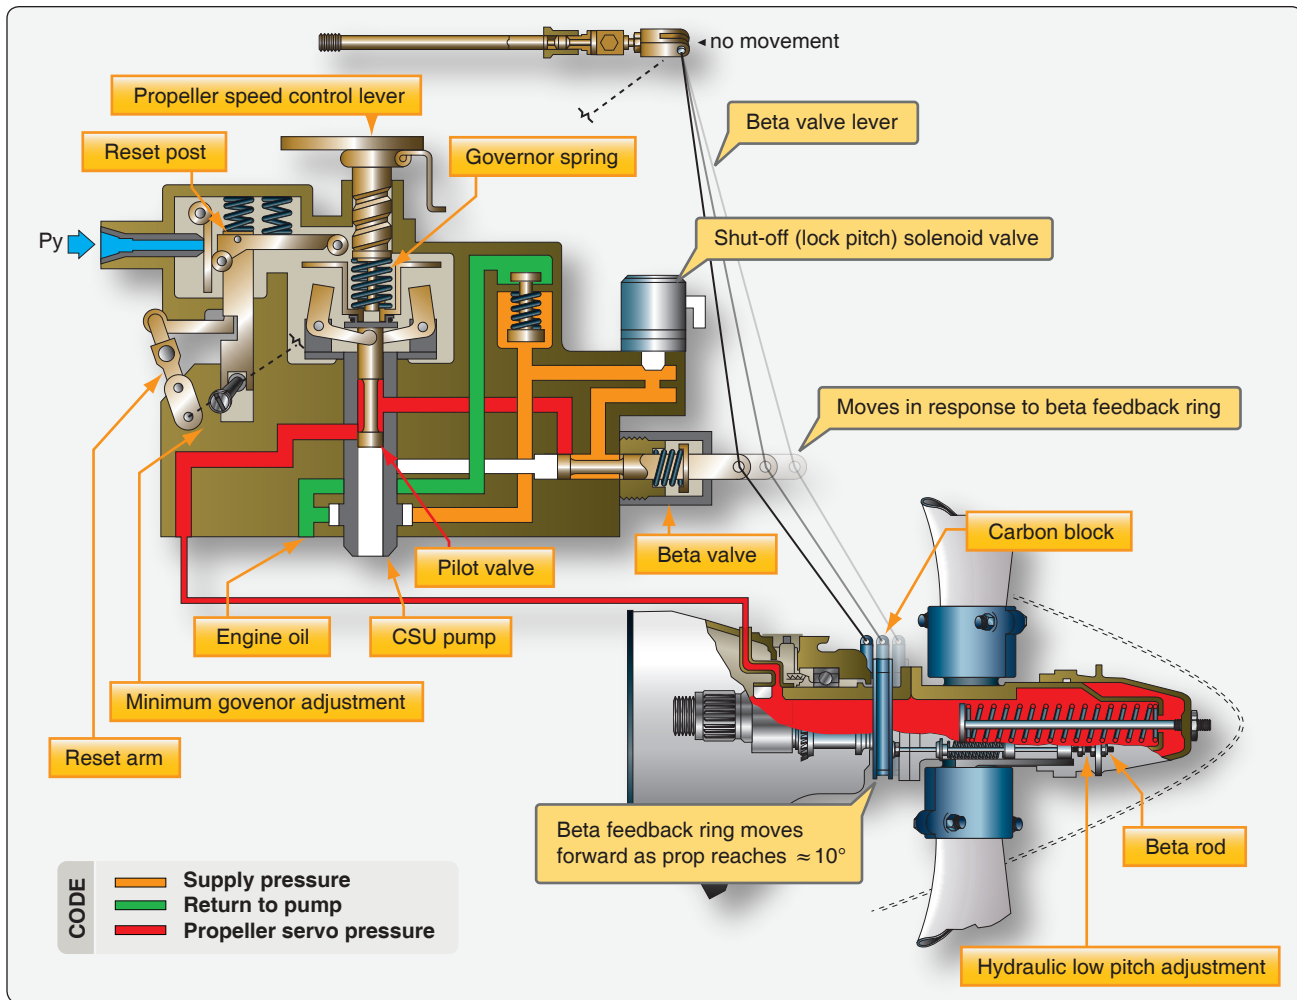 no movement
Propeller speed control lever
Beta valve lever
Reset post
Governor spring
Py
Shut-off (lock pitch) solenoid valve
Moves in response to beta feedback ring
Carbon block
Beta valve
Pilot valve
Engine oil
CSU pump
Minimum govenor adjustment
Reset arm
Beta feedback ring moves
forward as prop reaches ≈10°
Beta rod
Hydraulic low pitch adjustment
CODE
Supply pressure
Return to pump
Propeller servo pressure